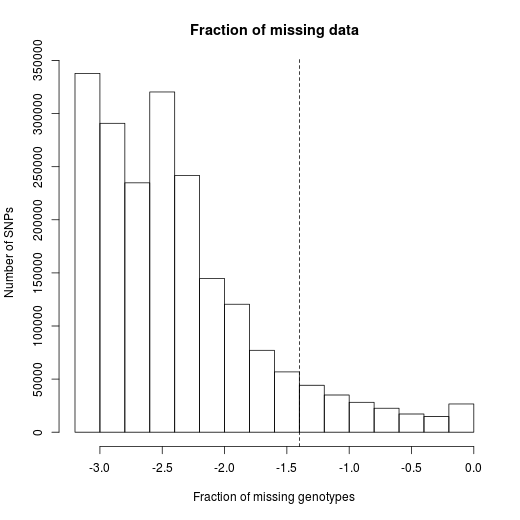 Fraction of missing data
Number of SNPs
350000
300000
250000
200000
150000
100000
50000
0
-3.0 -2.5 -2.0 -1.5 -1.0 -0.5 0.0
Fraction of missing genotypes